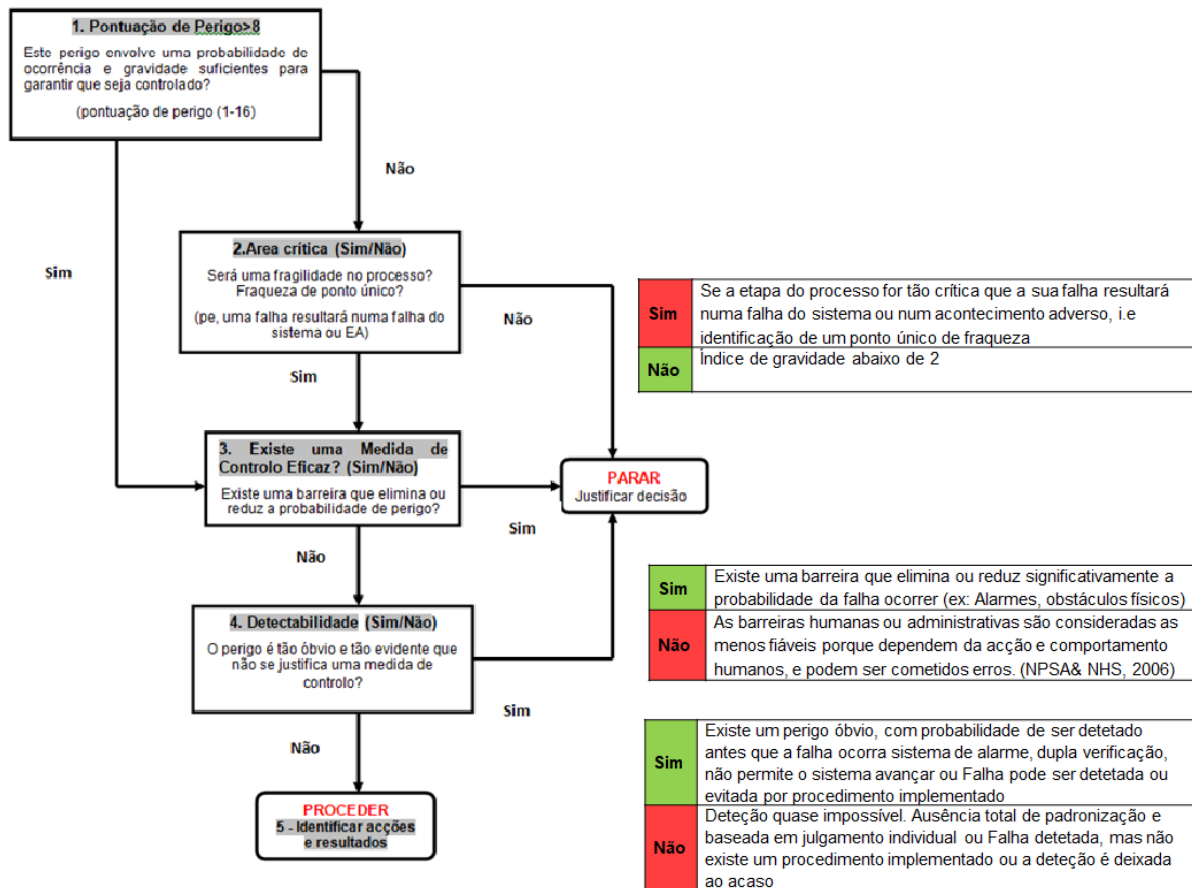 1. Pontuação de Perigo>8
Este perigo envolve uma probabilidade de
ocorrência e gravidade suficientes para
garantir que seja controlado?
(pontuação de perigo (1-16)
Não
Sim
2.Area crítica (Sim/Não)
Será uma fragilidade no processo?
Fraqueza de ponto único?
(pe, uma falha resultará numa falha do
sistema ou EA)
Não
Sim
Sim
Se a etapa do processo for tão crítica que a sua falha resultará
numa falha do sistema ou num acontecimento adverso, i.e
identificação de um ponto único de fraqueza
Não
Índice de gravidade abaixo de 2
3. Existe uma Medida de
Controlo Eficaz? (Sim/Não)
Existe uma barreira que elimina ou
reduz a probabilidade de perigo?
Sim
Não
PARAR
Justificar decisão
Sim
Existe uma barreira que elimina ou reduz significativamente a
probabilidade da falha ocorrer (ex: Alarmes, obstáculos físicos)
Não
As barreiras humanas ou administrativas são consideradas as
menos fiáveis porque dependem da acção e comportamento
humanos, e podem ser cometidos erros. (NPSA& NHS, 2006)
4. Detectabilidade (Sim/Não)
O perigo é tão óbvio e tão evidente que
não se justifica uma medida de
controlo?
Sim
Não
Sim
Existe um perigo óbvio, com probabilidade de ser detetado
antes que a falha ocorra sistema de alarme, dupla verificação,
não permite o sistema avançar ou Falha pode ser detetada ou
evitada por procedimento implementado
Não
Deteção quase impossível. Ausência total de padronização e
baseada em julgamento individual ou Falha detetada, mas não
existe um procedimento implementado ou a deteção é deixada
ao acaso
PROCEDER
5 - Identificar acções
e resultados